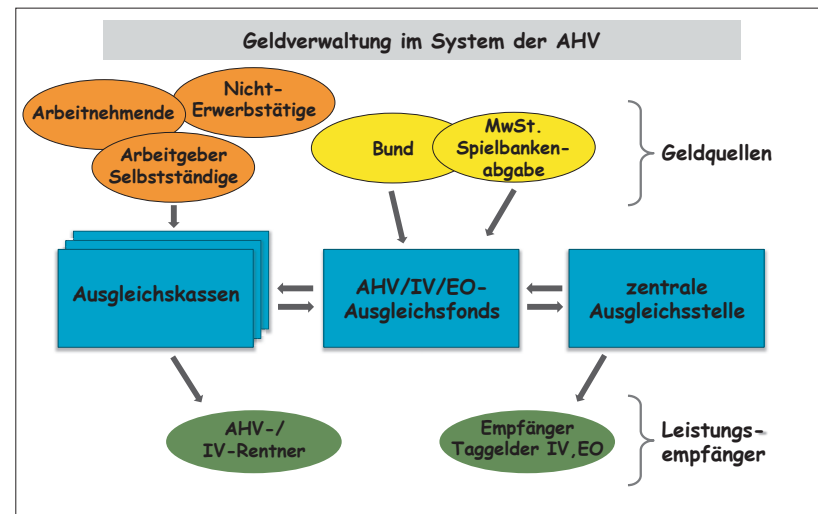 Geldverwaltung im System der AHV
Nicht-
Erwerbstätige
Arbeitnehmende
Arbeitgeber
Selbstständige
Bund
MwSt.
Spielbanken-
abgabe
Geldquellen
Ausgleichskassen
AHV/IV/EO-
Ausgleichsfonds
zentrale
Ausgleichsstelle
AHV-/
IV-Rentner
Empfänger
Taggelder IV,EO
Leistungs-
empfänger